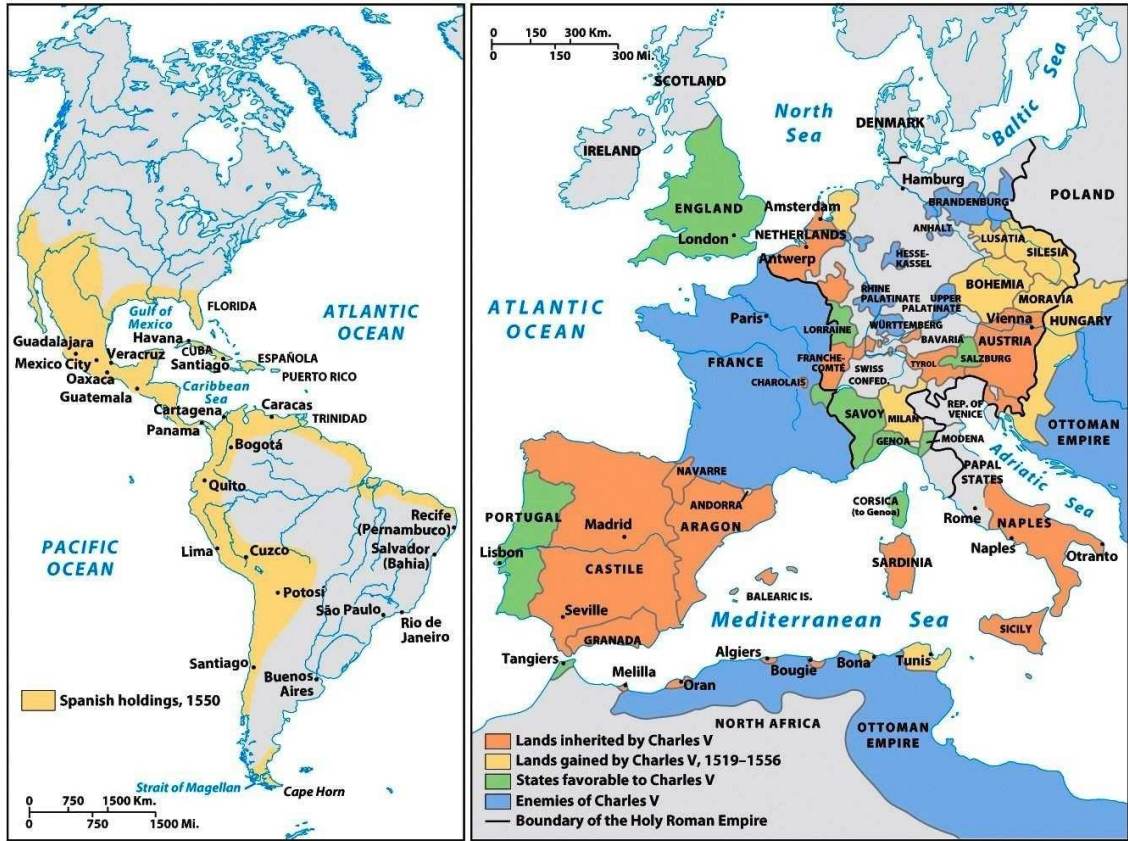 FLORIDA
ATLANTIC
OCEAN
Gulf of
Mexico
Havana
CUBA
Santiago
ESPAÑOLA
PUERTO RICO
Guadalajara
Mexico City
Veracruz
Oaxaca
Guatemala
Caribbean
Sea
Cartagena
Panama
Caracas
TRINIDAD
Bogotá
Quito
Recife
(Pernambuco)
Salvador
(Bahia)
PACIFIC
OCEAN
Lima
Cuzco
Potosí
São Paulo
Rio de
Janeiro
Santiago
Buenos
Aires
Spanish holdings, 1550
Strait of Magellan
Cape Horn
0 750 1500 Km.
0 750 1500 Mi.
0 150 300 Km.
0 150 300 Mi.
SCOTLAND
North
Sea
Baltic
Sea
DENMARK
IRELAND
Hamburg
POLAND
ENGLAND
London
Amsterdam
NETHERLANDS
Antwerp
BRANDENBURG
ANHALT
LUSATIA
SILESIA
HESSE-
KASSEL
BOHEMIA
MORAVIA
RHINE
PALATINATE
UPPER
PALATINATE
ATLANTIC
OCEAN
Paris
LORRAINE
WÜRTTEMBERG
Vienna
HUNGARY
BAVARIA
AUSTRIA
SALZBURG
FRANCE
FRANCHE-
COMTÉ
TYROL
SWISS
CONFED.
CHAROLAIS
SAVOY
MILAN
REP. OF
VENICE
GENOA
MODENA
OTTOMAN
EMPIRE
PAPAL
STATES
Adriatic
Sea
NAVARRE
ANDORRA
ARAGON
PORTUGAL
Madrid
CORSICA
(to Genoa)
Rome
NAPLES
Naples
Otranto
Lisbon
CASTILE
SARDINIA
BALEARIC IS.
Seville
GRANADA
Mediterranean Sea
SICILY
Tangiers
Melilla
Algiers
Oran
Bougie
Bona
Tunis
NORTH AFRICA
OTTOMAN
EMPIRE
Lands inherited by Charles V
Lands gained by Charles V, 1519–1556
States favorable to Charles V
Enemies of Charles V
Boundary of the Holy Roman Empire